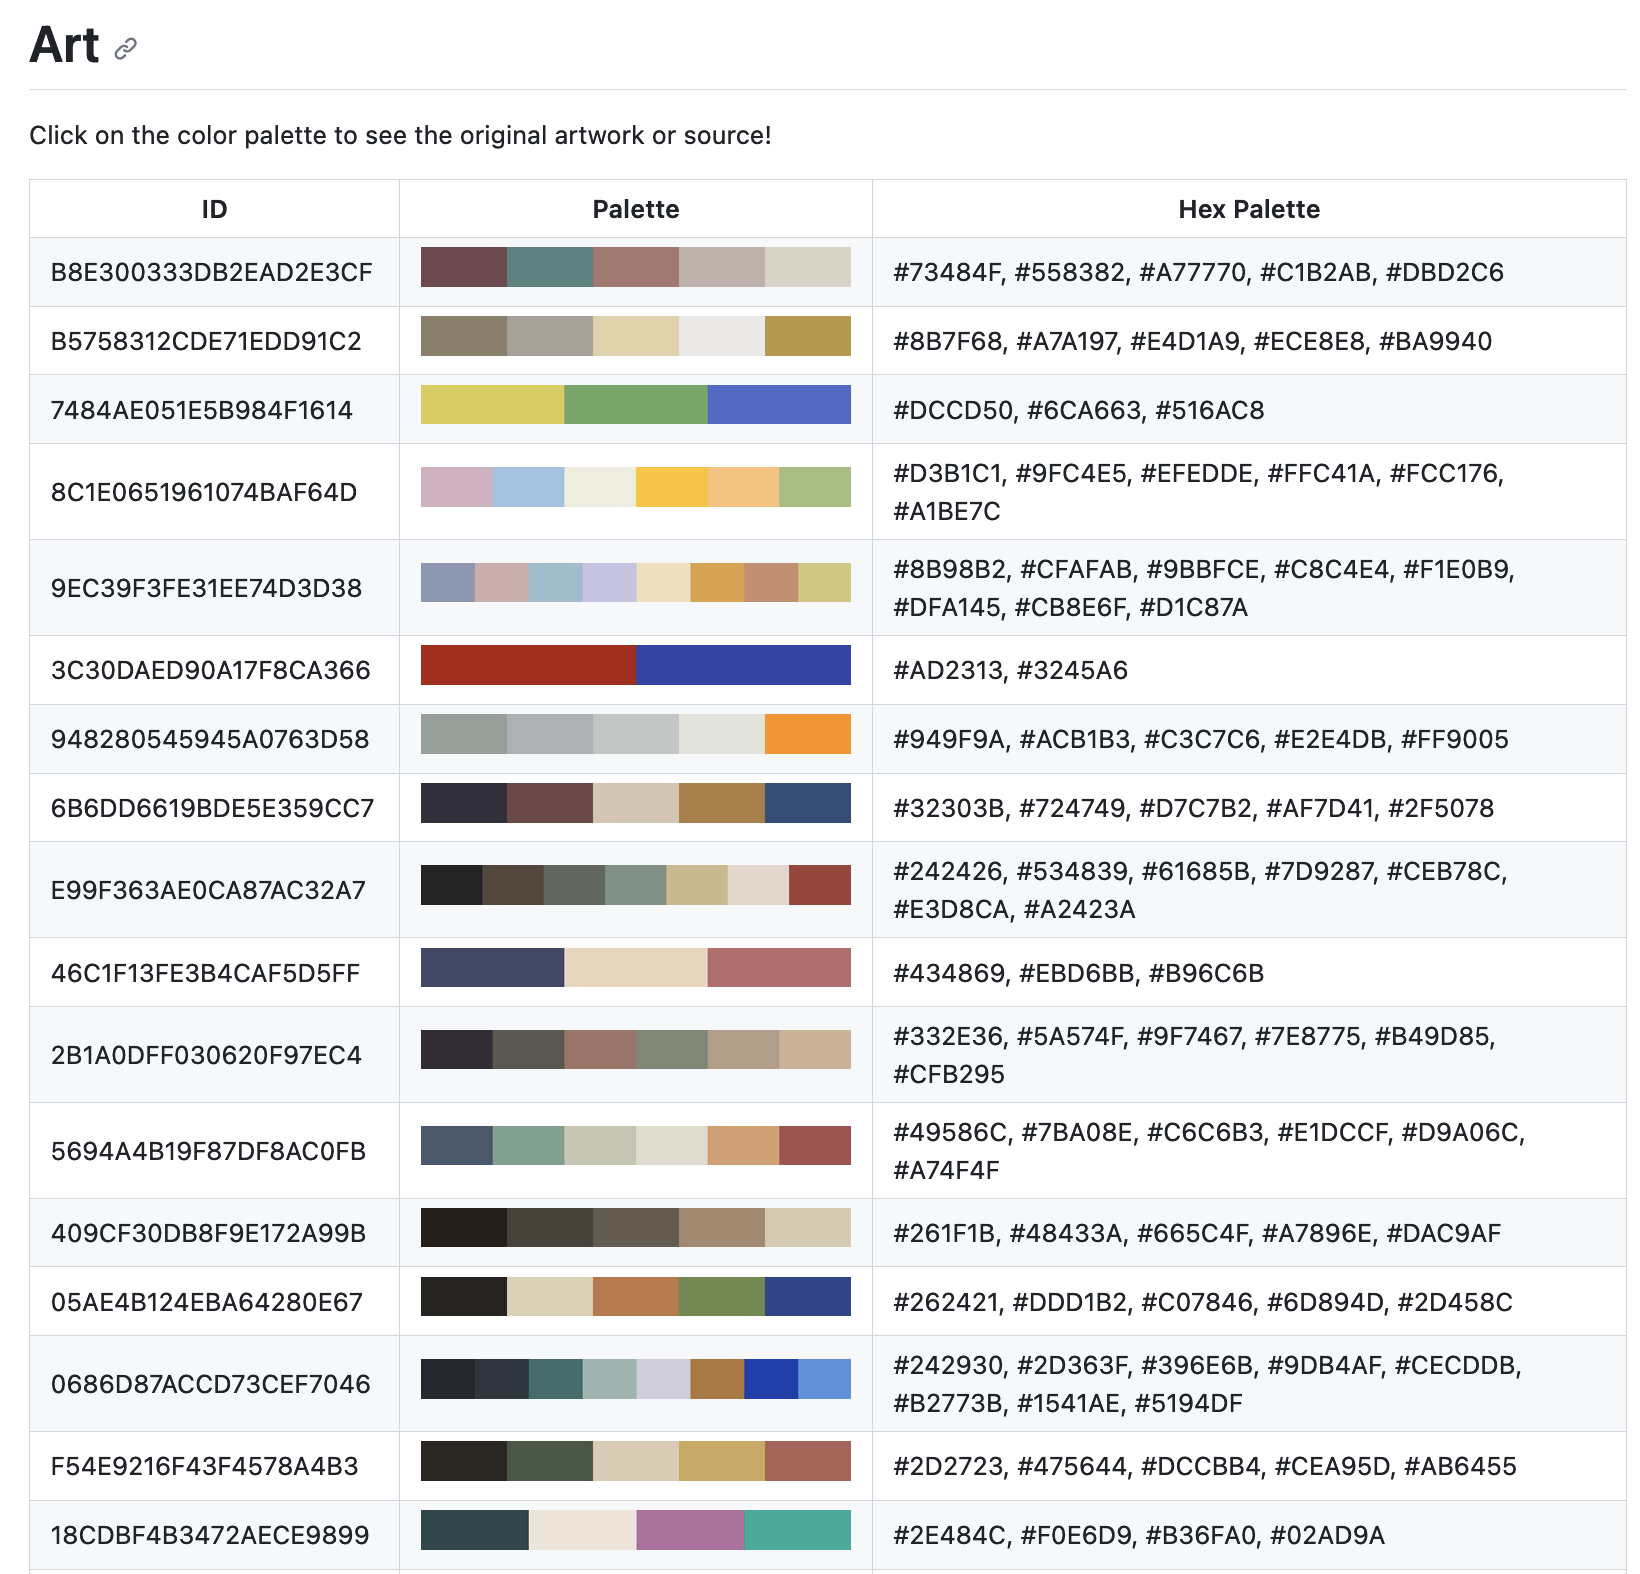 Art
Click on the color palette to see the original artwork or source!
ID Palette Hex Palette
B8E300333DB2EAD2E3CF #73484F, #558382, #A77770, #C1B2AB, #DBD2C6
B5758312CDE71EDD91C2 #8B7F68, #A7A197, #E4D1A9, #ECE8E8, #BA9940
7484AE051E5B984F1614 #DCCD50, #6CA663, #516AC8
8C1E0651961074BAF64D #D3B1C1, #9FC4E5, #EFEDDE, #FFC41A, #FCC176,
#A1BE7C
9EC39F3FE31EE74D3D38 #8B98B2, #CFAFAB, #9BBFCE, #C8C4E4, #F1E0B9,
#DFA145, #CB8E6F, #D1C87A
3C30DAED90A17F8CA366 #AD2313, #3245A6
948280545945A0763D58 #949F9A, #ACB1B3, #C3C7C6, #E2E4DB, #FF9005
6B6DD6619BDE5E359CC7 #32303B, #724749, #D7C7B2, #AF7D41, #2F5078
E99F363AE0CA87AC32A7 #242426, #534839, #61685B, #7D9287, #CEB78C,
#E3D8CA, #A2423A
46C1F13FE3B4CAF5D5FF #434869, #EBD6BB, #B96C6B
2B1A0DFF030620F97EC4 #332E36, #5A574F, #9F7467, #7E8775, #B49D85,
#CFB295
5694A4B19F87DF8AC0FB #49586C, #7BA08E, #C6C6B3, #E1DCCF, #D9A06C,
#A74F4F
409CF30DB8F9E172A99B #261F1B, #48433A, #665C4F, #A7896E, #DAC9AF
05AE4B124EBA64280E67 #262421, #DDD1B2, #C07846, #6D894D, #2D458C
0686D87ACCD73CEF7046 #242930, #2D363F, #396E6B, #9DB4AF, #CECDDB,
#B2773B, #1541AE, #5194DF
F54E9216F43F4578A4B3 #2D2723, #475644, #DCCBB4, #CEA95D, #AB6455
18CDBF4B3472AECE9899 #2E484C, #F0E6D9, #B36FA0, #02AD9A